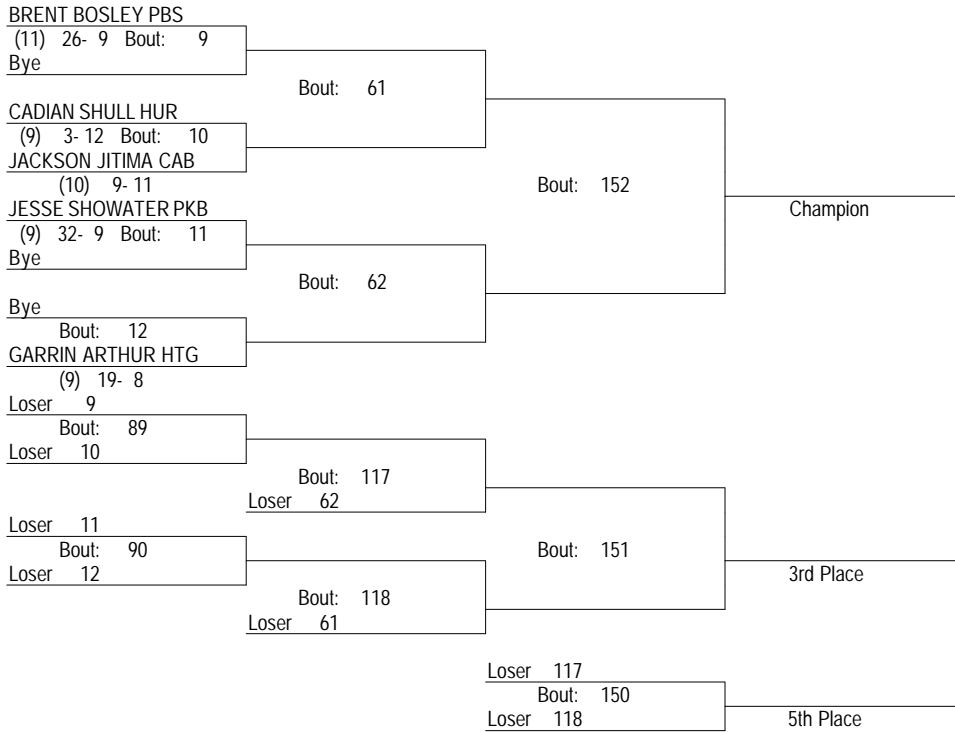 BRENT BOSLEY PBS
(11) 26- 9 Bout: 9
Bye
Bout: 61
CADIAN SHULL HUR
(9) 3- 12 Bout: 10
JACKSON JITIMA CAB
(10) 9- 11
Bout: 152
JESSE SHOWATER PKB
Champion
(9) 32- 9 Bout: 11
Bye
Bout: 62
Bye
Bout: 12
GARRIN ARTHUR HTG
(9) 19- 8
Loser 9
Bout: 89
Loser 10
Bout: 117
Loser 62
Loser 11
Bout: 90
Bout: 151
Loser 12
3rd Place
Bout: 118
Loser 61
Loser 117
Bout: 150
Loser 118
5th Place